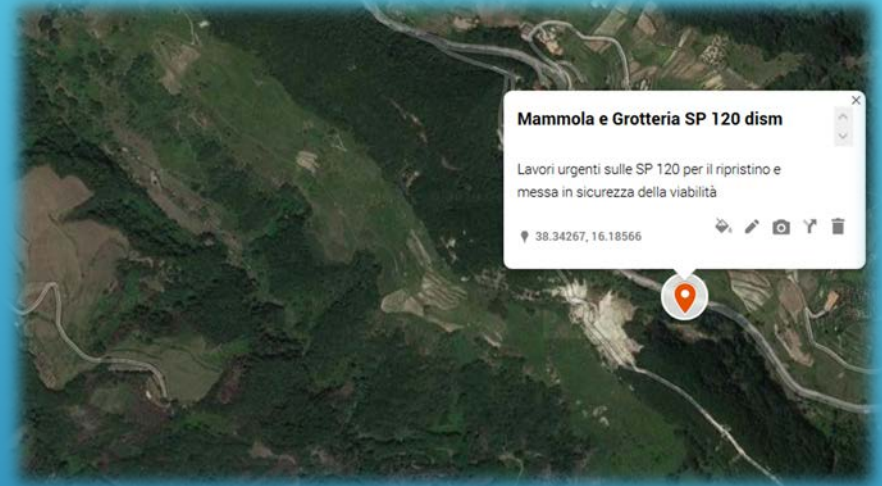 Mammola e Grotteria SP 120 dism
Lavori urgenti sulle SP 120 per il ripristino e
messa in sicurezza della viabilità
38.34267, 16.18566